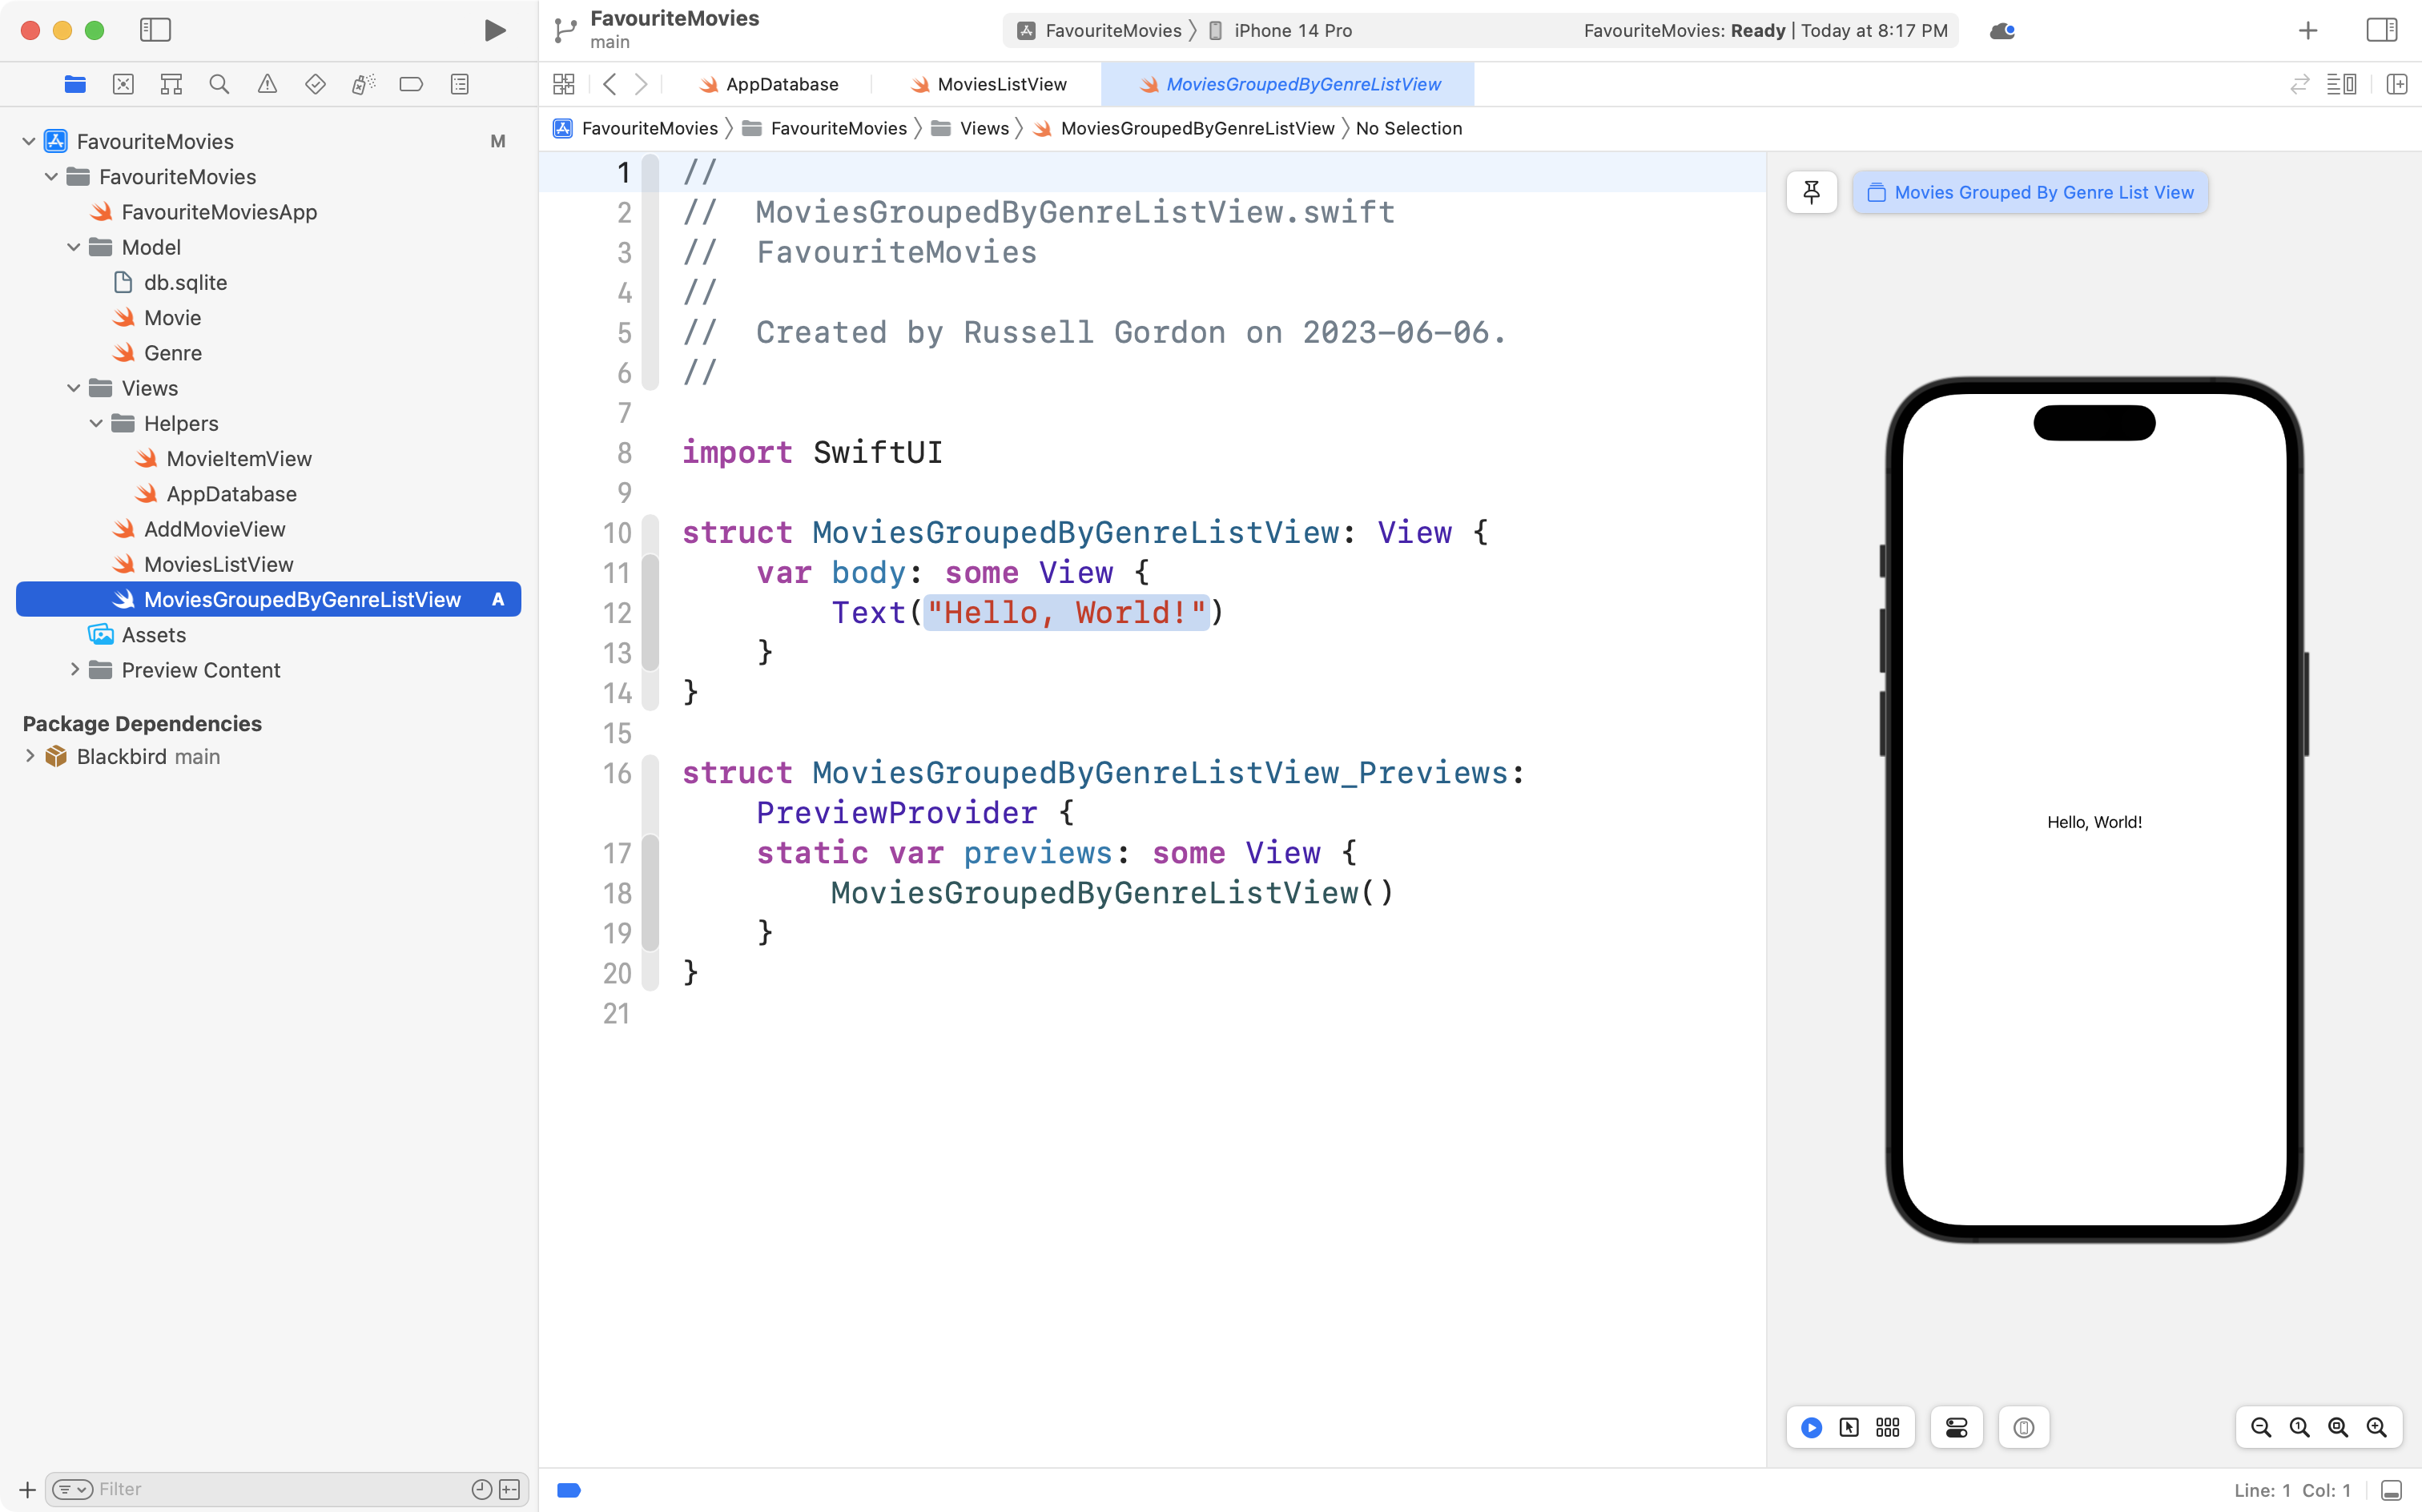 FavouriteMovies
main
FavouriteMovies
iPhone 14 Pro
FavouriteMovies: Ready | Today at 8:17 PM
AppDatabase
MoviesListView
MoviesGroupedByGenreListView
FavouriteMovies
FavouriteMovies
Views
MoviesGroupedByGenreListView
No Selection
FavouriteMovies M
FavouriteMovies
FavouriteMoviesApp
Model
db.sqlite
Movie
Genre
Views
Helpers
MovieItemView
AppDatabase
AddMovieView
MoviesListView
MoviesGroupedByGenreListView A
Assets
Preview Content
Package Dependencies
Blackbird main
Filter
1 //
2 //  MoviesGroupedByGenreListView.swift
3 //  FavouriteMovies
4 //
5 //  Created by Russell Gordon on 2023-06-06.
6 //
7
8 import SwiftUI
9
10 struct MoviesGroupedByGenreListView: View {
11     var body: some View {
12         Text("Hello, World!")
13     }
14 }
15
16 struct MoviesGroupedByGenreListView_Previews:
    PreviewProvider {
17     static var previews: some View {
18         MoviesGroupedByGenreListView()
19     }
20 }
21
Movies Grouped By Genre List View
Hello, World!
Line: 1 Col: 1